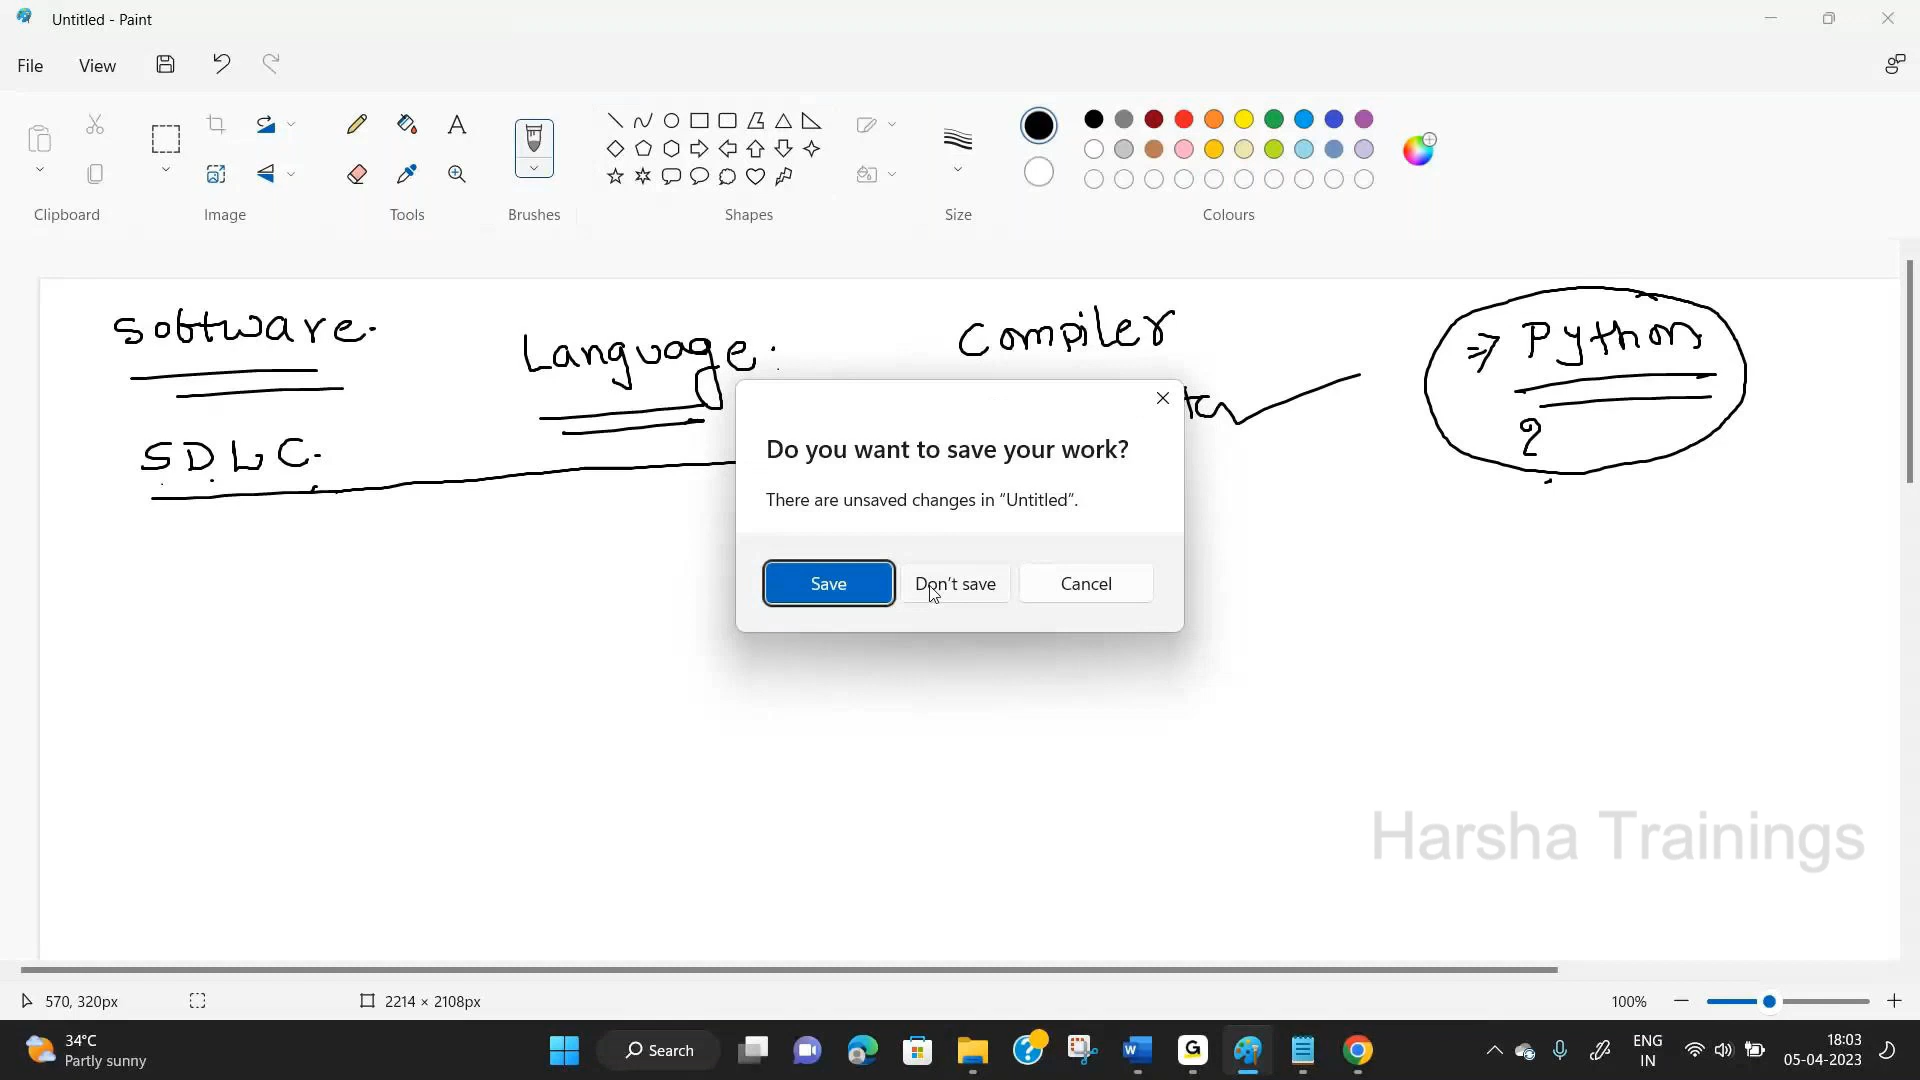 Untitled - Paint
File View
Clipboard Image Tools Brushes Shapes Size Colours
Software.
Language:
Compiler
=> Python
2
SDLC.
Do you want to save your work?
There are unsaved changes in “Untitled”.
Save Don't save Cancel
Harsha Trainings
570, 320px 2214 × 2108px 100%
34°C
Partly sunny
Search
ENG
IN
18:03
05-04-2023